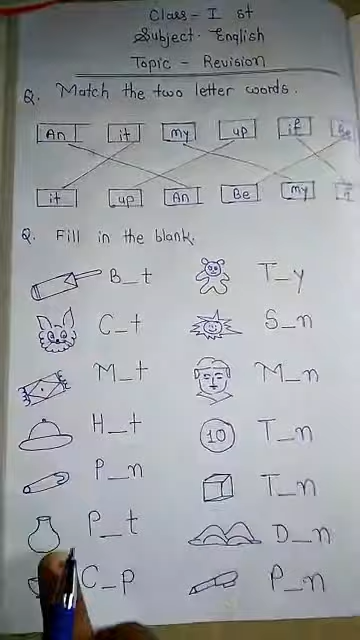 Class - I st
Subject - English
Topic - Revision
Q. Match the two letter words.
An it my up if Be
it up An Be my
Q. Fill in the blank.
B_t T_y
C_t S_n
M_t M_n
H_t 10 T_n
P_n T_n
P_t D_n
C_p P_n